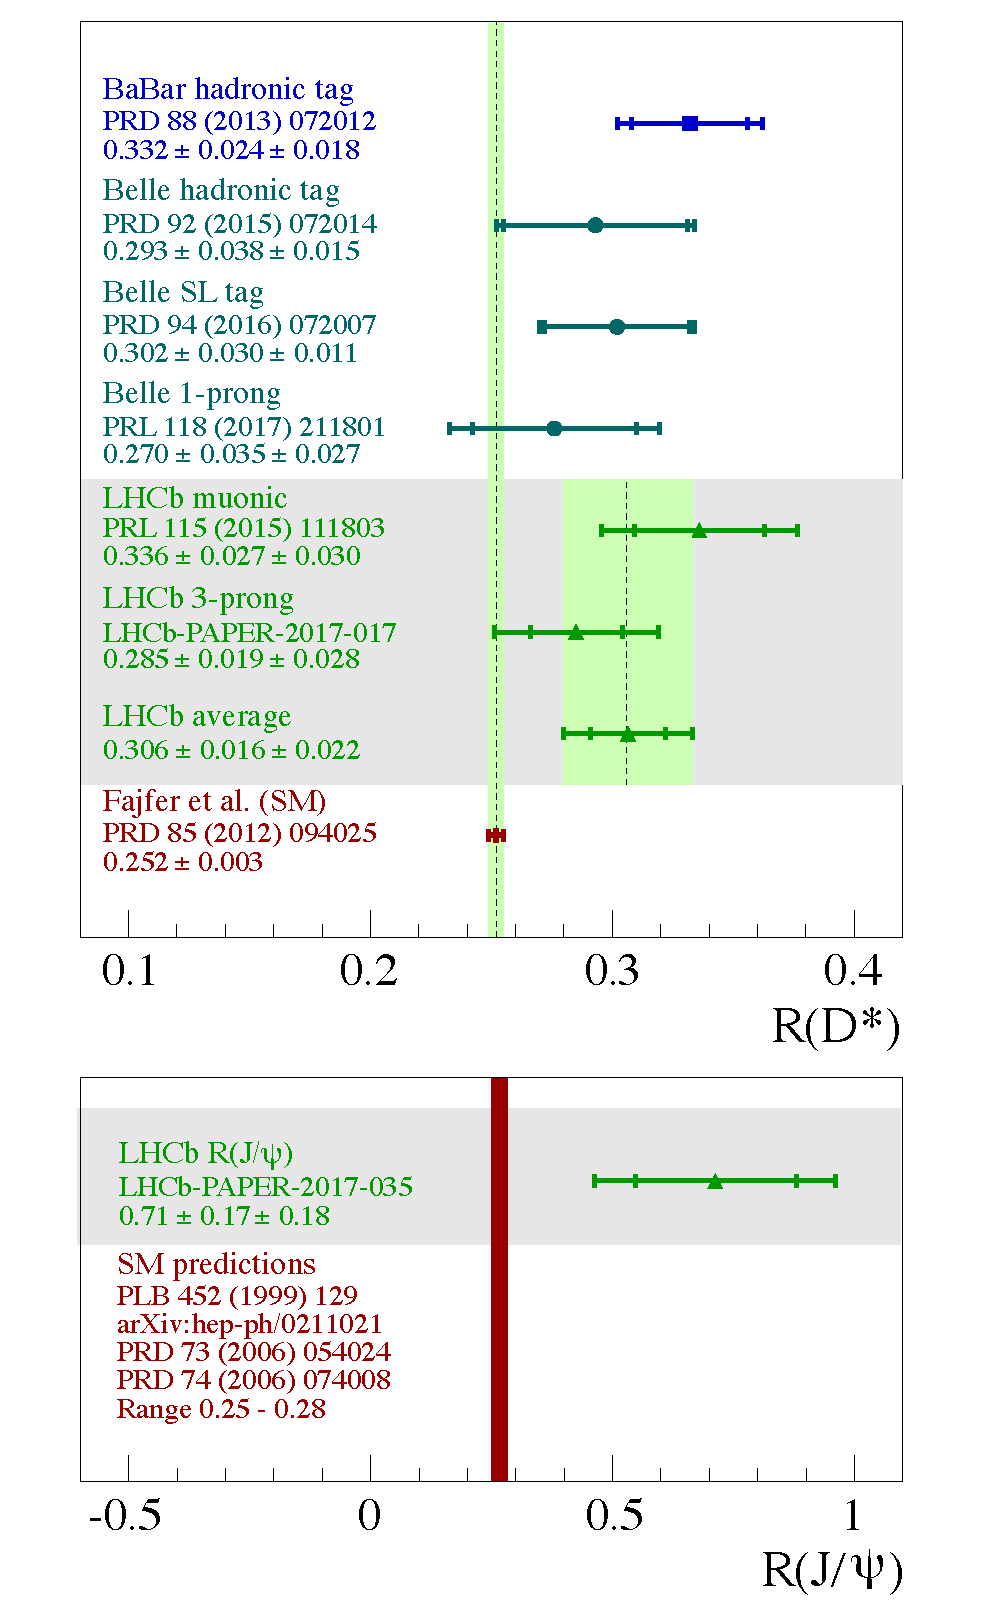 BaBar hadronic tag
PRD 88 (2013) 072012
0.332 ± 0.024 ± 0.018
Belle hadronic tag
PRD 92 (2015) 072014
0.293 ± 0.038 ± 0.015
Belle SL tag
PRD 94 (2016) 072007
0.302 ± 0.030 ± 0.011
Belle 1-prong
PRL 118 (2017) 211801
0.270 ± 0.035 ± 0.027
LHCb muonic
PRL 115 (2015) 111803
0.336 ± 0.027 ± 0.030
LHCb 3-prong
LHCb-PAPER-2017-017
0.285 ± 0.019 ± 0.028
LHCb average
0.306 ± 0.016 ± 0.022
Fajfer et al. (SM)
PRD 85 (2012) 094025
0.252 ± 0.003
0.1 0.2 0.3 0.4
R(D*)
LHCb R(J/ψ)
LHCb-PAPER-2017-035
0.71 ± 0.17 ± 0.18
SM predictions
PLB 452 (1999) 129
arXiv:hep-ph/0211021
PRD 73 (2006) 054024
PRD 74 (2006) 074008
Range 0.25 - 0.28
-0.5 0 0.5 1
R(J/ψ)